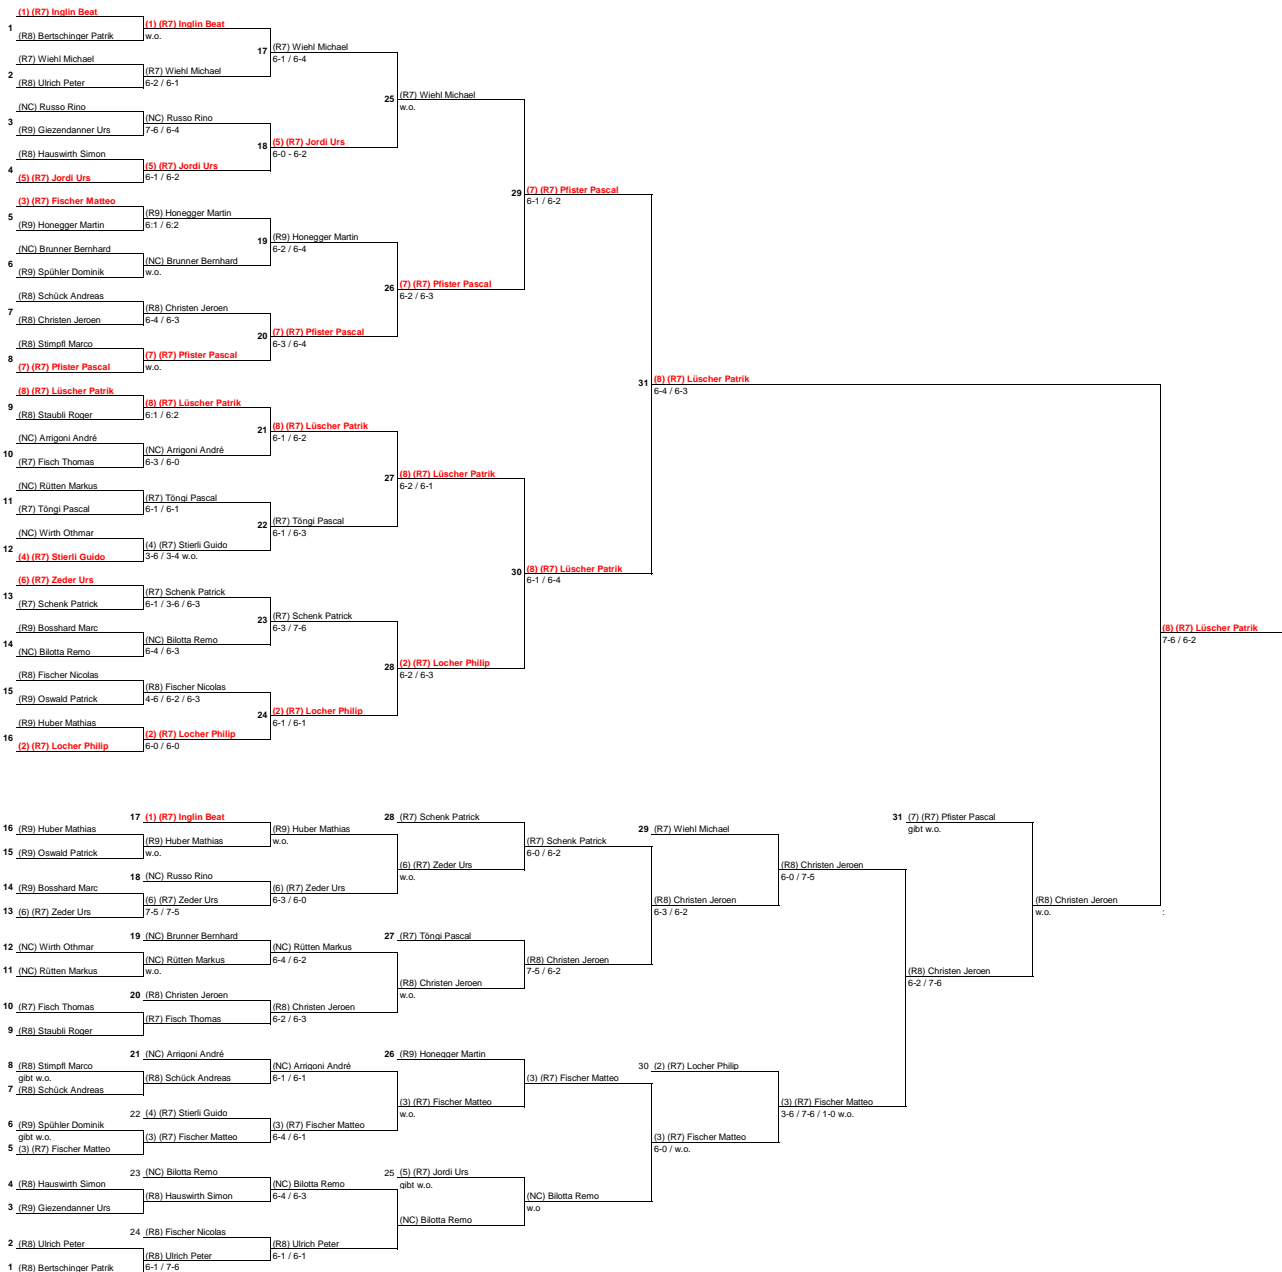 (1) (R7) Inglin Beat
1
(1) (R7) Inglin Beat
(R8) Bertschinger Patrik
w.o.
17
(R7) Wiehl Michael
6-1 / 6-4
(R7) Wiehl Michael
2
(R7) Wiehl Michael
(R8) Ulrich Peter
6-2 / 6-1
25
(R7) Wiehl Michael
w.o.
(NC) Russo Rino
3
(NC) Russo Rino
(R9) Giezendanner Urs
7-6 / 6-4
18
(5) (R7) Jordi Urs
6-0 - 6-2
(R8) Hauswirth Simon
4
(5) (R7) Jordi Urs
(5) (R7) Jordi Urs
6-1 / 6-2
29
(7) (R7) Pfister Pascal
6-1 / 6-2
(3) (R7) Fischer Matteo
5
(R9) Honegger Martin
(R9) Honegger Martin
6:1 / 6:2
19
(R9) Honegger Martin
6-2 / 6-4
(NC) Brunner Bernhard
6
(NC) Brunner Bernhard
(R9) Spühler Dominik
w.o.
26
(7) (R7) Pfister Pascal
6-2 / 6-3
(R8) Schück Andreas
7
(R8) Christen Jeroen
(R8) Christen Jeroen
6-4 / 6-3
20
(7) (R7) Pfister Pascal
6-3 / 6-4
(R8) Stimpfl Marco
8
(7) (R7) Pfister Pascal
(7) (R7) Pfister Pascal
w.o.
31
(8) (R7) Lüscher Patrik
6-4 / 6-3
(8) (R7) Lüscher Patrik
9
(8) (R7) Lüscher Patrik
(R8) Staubli Roger
6:1 / 6:2
21
(8) (R7) Lüscher Patrik
6-1 / 6-2
(NC) Arrigoni André
10
(NC) Arrigoni André
(R7) Fisch Thomas
6-3 / 6-0
27
(8) (R7) Lüscher Patrik
6-2 / 6-1
(NC) Rütten Markus
11
(R7) Töngi Pascal
(R7) Töngi Pascal
6-1 / 6-1
22
(R7) Töngi Pascal
6-1 / 6-3
(NC) Wirth Othmar
12
(4) (R7) Stierli Guido
(4) (R7) Stierli Guido
3-6 / 3-4 w.o.
30
(8) (R7) Lüscher Patrik
6-1 / 6-4
(6) (R7) Zeder Urs
13
(R7) Schenk Patrick
(R7) Schenk Patrick
6-1 / 3-6 / 6-3
23
(R7) Schenk Patrick
6-3 / 7-6
(R9) Bosshard Marc
14
(NC) Bilotta Remo
(NC) Bilotta Remo
6-4 / 6-3
(8) (R7) Lüscher Patrik
7-6 / 6-2
28
(2) (R7) Locher Philip
6-2 / 6-3
(R8) Fischer Nicolas
15
(R8) Fischer Nicolas
(R9) Oswald Patrick
4-6 / 6-2 / 6-3
24
(2) (R7) Locher Philip
6-1 / 6-1
(R9) Huber Mathias
16
(2) (R7) Locher Philip
(2) (R7) Locher Philip
6-0 / 6-0
17 (1) (R7) Inglin Beat
28 (R7) Schenk Patrick
31 (7) (R7) Pfister Pascal
gibt w.o.
16 (R9) Huber Mathias
(R9) Huber Mathias
w.o.
29 (R7) Wiehl Michael
(R9) Huber Mathias
w.o.
(R7) Schenk Patrick
6-0 / 6-2
15 (R9) Oswald Patrick
(6) (R7) Zeder Urs
w.o.
(R8) Christen Jeroen
6-0 / 7-5
18 (NC) Russo Rino
14 (R9) Bosshard Marc
(6) (R7) Zeder Urs
6-3 / 6-0
(6) (R7) Zeder Urs
7-5 / 7-5
(R8) Christen Jeroen
6-3 / 6-2
(R8) Christen Jeroen
w.o.
:
13 (6) (R7) Zeder Urs
19 (NC) Brunner Bernhard
27 (R7) Töngi Pascal
12 (NC) Wirth Othmar
(NC) Rütten Markus
6-4 / 6-2
(NC) Rütten Markus
w.o.
(R8) Christen Jeroen
7-5 / 6-2
11 (NC) Rütten Markus
(R8) Christen Jeroen
6-2 / 7-6
(R8) Christen Jeroen
w.o.
20 (R8) Christen Jeroen
10 (R7) Fisch Thomas
(R8) Christen Jeroen
6-2 / 6-3
(R7) Fisch Thomas
9 (R8) Staubli Roger
21 (NC) Arrigoni André
26 (R9) Honegger Martin
8 (R8) Stimpfl Marco
gibt w.o.
(NC) Arrigoni André
6-1 / 6-1
30 (2) (R7) Locher Philip
(R8) Schück Andreas
(3) (R7) Fischer Matteo
7 (R8) Schück Andreas
(3) (R7) Fischer Matteo
w.o.
(3) (R7) Fischer Matteo
3-6 / 7-6 / 1-0 w.o.
22 (4) (R7) Stierli Guido
6 (R9) Spühler Dominik
gibt w.o.
(3) (R7) Fischer Matteo
6-4 / 6-1
(3) (R7) Fischer Matteo
(3) (R7) Fischer Matteo
6-0 / w.o.
5 (3) (R7) Fischer Matteo
23 (NC) Bilotta Remo
25 (5) (R7) Jordi Urs
gibt w.o.
4 (R8) Hauswirth Simon
(NC) Bilotta Remo
6-4 / 6-3
(R8) Hauswirth Simon
(NC) Bilotta Remo
w.o
3 (R9) Giezendanner Urs
(NC) Bilotta Remo
24 (R8) Fischer Nicolas
2 (R8) Ulrich Peter
(R8) Ulrich Peter
6-1 / 6-1
(R8) Ulrich Peter
6-1 / 7-6
1 (R8) Bertschinger Patrik